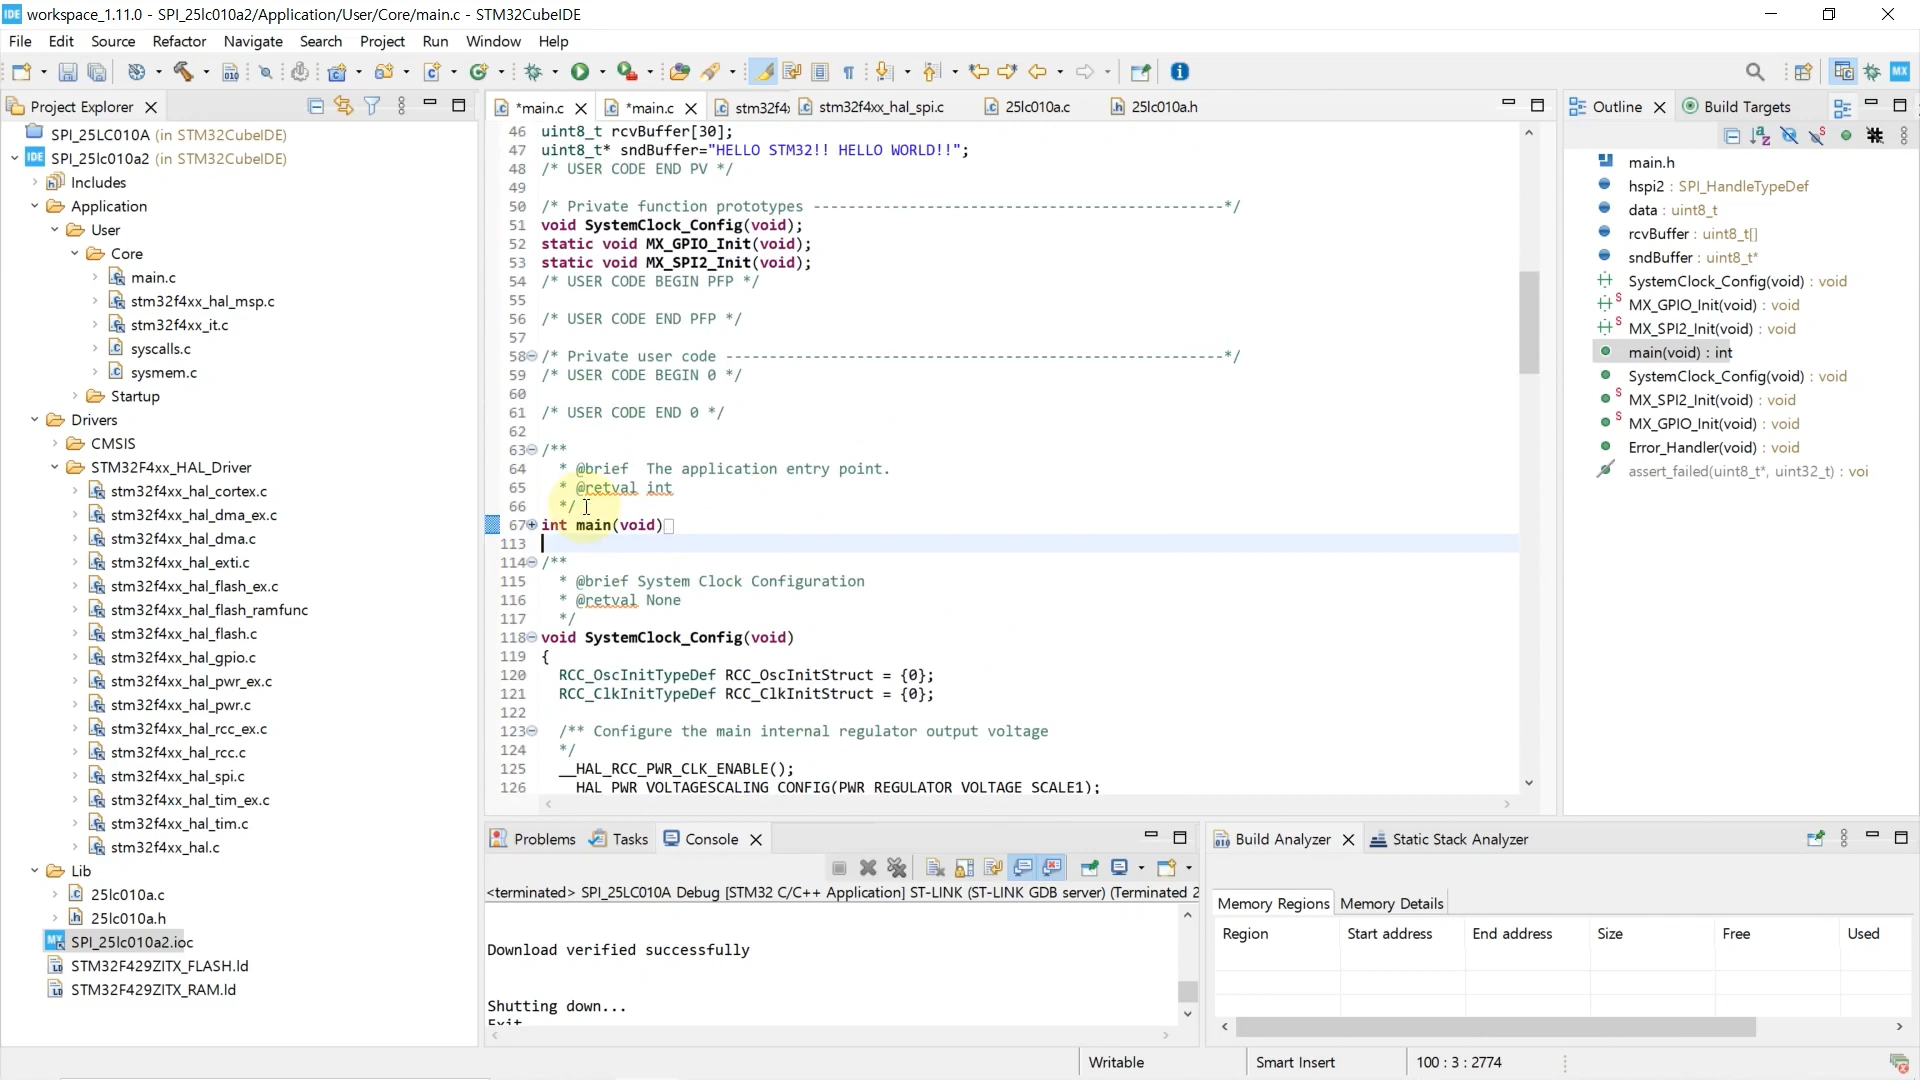 workspace_1.11.0 - SPI_25lc010a2/Application/User/Core/main.c - STM32CubeIDE
File Edit Source Refactor Navigate Search Project Run Window Help
Project Explorer
SPI_25LC010A (in STM32CubeIDE)
SPI_25lc010a2 (in STM32CubeIDE)
Includes
Application
User
Core
main.c
stm32f4xx_hal_msp.c
stm32f4xx_it.c
syscalls.c
sysmem.c
Startup
Drivers
CMSIS
STM32F4xx_HAL_Driver
stm32f4xx_hal_cortex.c
stm32f4xx_hal_dma_ex.c
stm32f4xx_hal_dma.c
stm32f4xx_hal_exti.c
stm32f4xx_hal_flash_ex.c
stm32f4xx_hal_flash_ramfunc
stm32f4xx_hal_flash.c
stm32f4xx_hal_gpio.c
stm32f4xx_hal_pwr_ex.c
stm32f4xx_hal_pwr.c
stm32f4xx_hal_rcc_ex.c
stm32f4xx_hal_rcc.c
stm32f4xx_hal_spi.c
stm32f4xx_hal_tim_ex.c
stm32f4xx_hal_tim.c
stm32f4xx_hal.c
Lib
25lc010a.c
25lc010a.h
SPI_25lc010a2.ioc
STM32F429ZITX_FLASH.ld
STM32F429ZITX_RAM.ld
*main.c *main.c stm32f4 stm32f4xx_hal_spi.c 25lc010a.c 25lc010a.h
46 uint8_t rcvBuffer[30];
47 uint8_t* sndBuffer="HELLO STM32!! HELLO WORLD!!";
48 /* USER CODE END PV */
49
50 /* Private function prototypes -----------------------------------------------*/
51 void SystemClock_Config(void);
52 static void MX_GPIO_Init(void);
53 static void MX_SPI2_Init(void);
54 /* USER CODE BEGIN PFP */
55
56 /* USER CODE END PFP */
57
58 /* Private user code ---------------------------------------------------------*/
59 /* USER CODE BEGIN 0 */
60
61 /* USER CODE END 0 */
62
63 /**
64 * @brief The application entry point.
65 * @retval int
66 */
67 int main(void)
113
114 /**
115 * @brief System Clock Configuration
116 * @retval None
117 */
118 void SystemClock_Config(void)
119 {
120 RCC_OscInitTypeDef RCC_OscInitStruct = {0};
121 RCC_ClkInitTypeDef RCC_ClkInitStruct = {0};
122
123 /** Configure the main internal regulator output voltage
124 */
125 __HAL_RCC_PWR_CLK_ENABLE();
126 __HAL_PWR_VOLTAGESCALING_CONFIG(PWR_REGULATOR_VOLTAGE_SCALE1);
Outline Build Targets
main.h
hspi2 : SPI_HandleTypeDef
data : uint8_t
rcvBuffer : uint8_t[]
sndBuffer : uint8_t*
SystemClock_Config(void) : void
MX_GPIO_Init(void) : void
MX_SPI2_Init(void) : void
main(void) : int
SystemClock_Config(void) : void
MX_SPI2_Init(void) : void
MX_GPIO_Init(void) : void
Error_Handler(void) : void
assert_failed(uint8_t*, uint32_t) : voi
Problems Tasks Console
<terminated> SPI_25LC010A Debug [STM32 C/C++ Application] ST-LINK (ST-LINK GDB server) (Terminated 2
Download verified successfully
Shutting down...
Exit.
Build Analyzer Static Stack Analyzer
Memory Regions Memory Details
Region Start address End address Size Free Used
Writable Smart Insert 100 : 3 : 2774